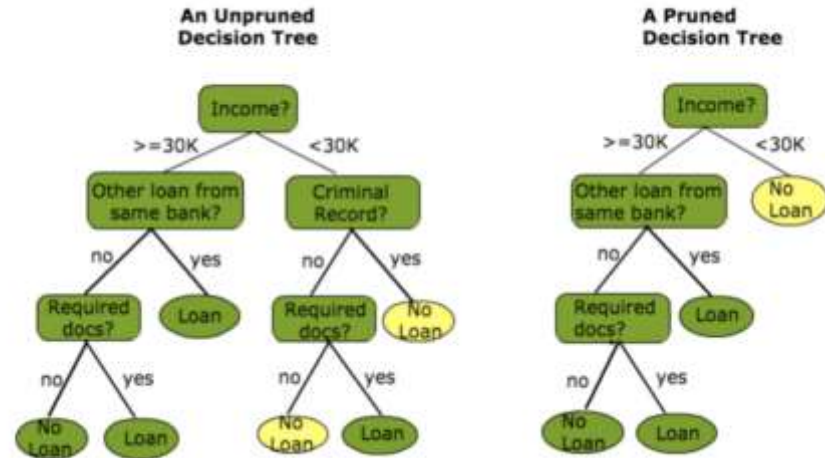 An Unpruned
Decision Tree
Income?
>=30K
<30K
Other loan from
same bank?
Criminal
Record?
no
yes
no
yes
Required
docs?
Loan
Required
docs?
No
Loan
no
yes
no
yes
No
Loan
Loan
No
Loan
Loan
A Pruned
Decision Tree
Income?
>=30K
<30K
Other loan from
same bank?
No
Loan
no
yes
Required
docs?
Loan
no
yes
No
Loan
Loan